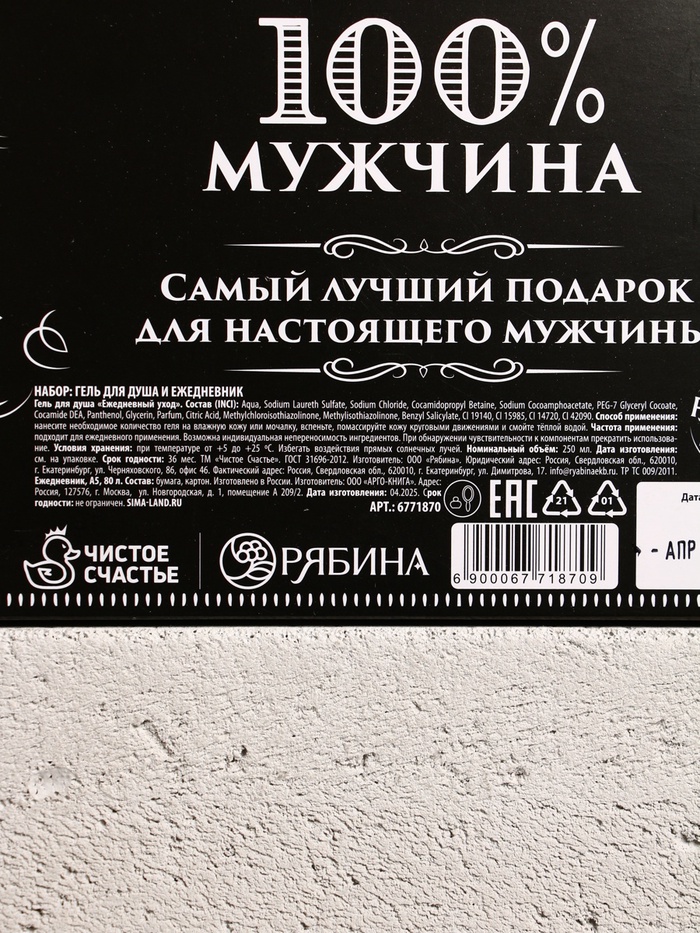 100%
МУЖЧИНА
САМЫЙ ЛУЧШИЙ ПОДАРОК
ДЛЯ НАСТОЯЩЕГО МУЖЧИНЫ
НАБОР: ГЕЛЬ ДЛЯ ДУША И ЕЖЕДНЕВНИК
Гель для душа «Ежедневный уход». Состав (INCI): Aqua, Sodium Laureth Sulfate, Sodium Chloride, Cocamidopropyl Betaine, Sodium Cocoamphoacetate, PEG-7 Glyceryl Cocoate,
Cocamide DEA, Panthenol, Glycerin, Parfum, Citric Acid, Methylchloroisothiazolinone, Methylisothiazolinone, Benzyl Salicylate, CI 19140, CI 15985, CI 14720, CI 42090. Способ применения:
нанесите необходимое количество геля на влажную кожу или мочалку, вспеньте, помассируйте кожу круговыми движениями и смойте тёплой водой. Частота применения:
подходит для ежедневного применения. Возможна индивидуальная непереносимость ингредиентов. При обнаружении чувствительности к компонентам прекратить использова-
ние. Условия хранения: при температуре от +5 до +25 °С. Избегать воздействия прямых солнечных лучей. Номинальный объём: 250 мл. Дата изготовления:
см. на упаковке. Срок годности: 36 мес. ТМ «Чистое Счастье». ГОСТ 31696-2012. Изготовитель: ООО «Рябина». Юридический адрес: Россия, Свердловская обл., 620010,
г. Екатеринбург, ул. Черняховского, 86, офис 46. Фактический адрес: Россия, Свердловская обл., 620010, г. Екатеринбург, ул. Димитрова, 17. info@ryabinaekb.ru. ТР ТС 009/2011.
Ежедневник, А5, 80 л. Состав: бумага, картон. Изготовлено в России. Изготовитель: ООО «АРГО-КНИГА». Адрес:
Россия, 127576, г. Москва, ул. Новгородская, д. 1, помещение А 209/2. Дата изготовления: 04.2025. Срок
годности: не ограничен. SIMA-LAND.RU
АРТ.: 6771870
EAC
21
01
Дата
- АПР
ЧИСТОЕ
СЧАСТЬЕ
РЯБИНА
6 900067 718709